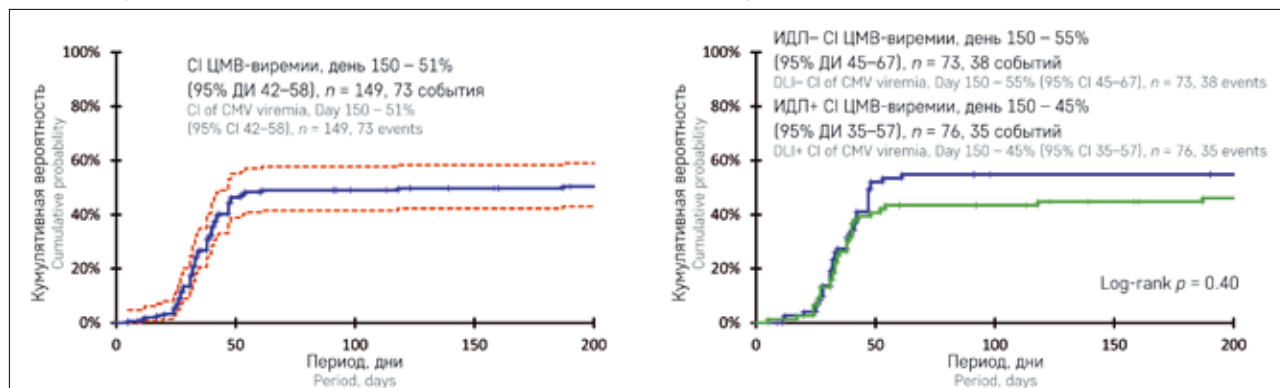 100%
80%
60%
40%
20%
0%
Кумулятивная вероятность
Cumulative probability
CI ЦМВ-виремии, день 150 – 51%
(95% ДИ 42–58), n = 149, 73 события
CI of CMV viremia, Day 150 – 51%
(95% CI 42–58), n = 149, 73 events
0 50 100 150 200
Период, дни
Period, days
100%
80%
60%
40%
20%
0%
Кумулятивная вероятность
Cumulative probability
ИДЛ– CI ЦМВ-виремии, день 150 – 55%
(95% ДИ 45–67), n = 73, 38 событий
DLI– CI of CMV viremia, Day 150 – 55% (95% CI 45–67), n = 73, 38 events
ИДЛ+ CI ЦМВ-виремии, день 150 – 45%
(95% ДИ 35–57), n = 76, 35 событий
DLI+ CI of CMV viremia, Day 150 – 45% (95% CI 35–57), n = 76, 35 events
Log-rank p = 0.40
0 50 100 150 200
Период, дни
Period, days